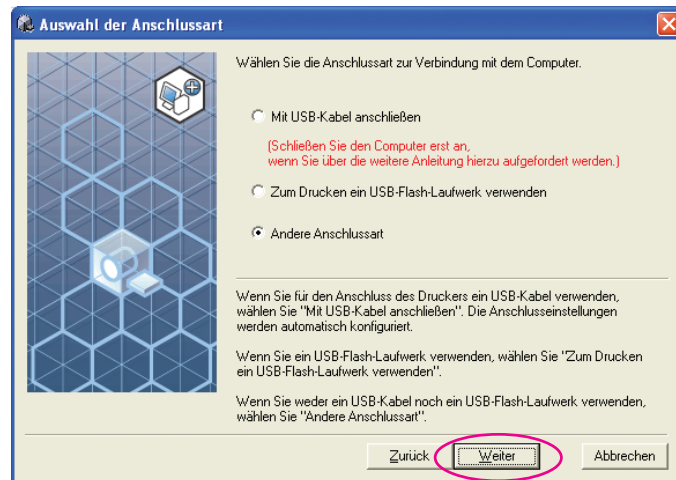 Auswahl der Anschlussart
Wählen Sie die Anschlussart zur Verbindung mit dem Computer.
Mit USB-Kabel anschließen
(Schließen Sie den Computer erst an,
wenn Sie über die weitere Anleitung hierzu aufgefordert werden.)
Zum Drucken ein USB-Flash-Laufwerk verwenden
Andere Anschlussart
Wenn Sie für den Anschluss des Druckers ein USB-Kabel verwenden,
wählen Sie "Mit USB-Kabel anschließen". Die Anschlusseinstellungen
werden automatisch konfiguriert.
Wenn Sie ein USB-Flash-Laufwerk verwenden, wählen Sie "Zum Drucken
ein USB-Flash-Laufwerk verwenden".
Wenn Sie weder ein USB-Kabel noch ein USB-Flash-Laufwerk verwenden,
wählen Sie "Andere Anschlussart".
Zurück Weiter Abbrechen